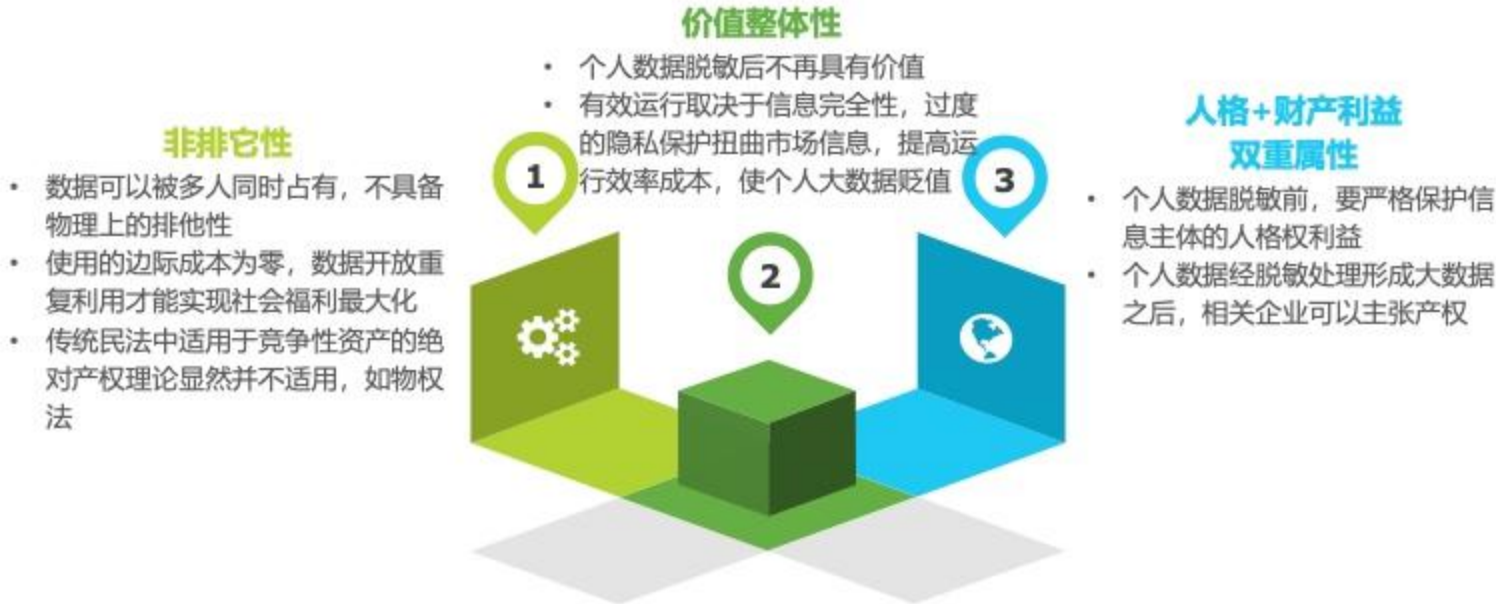 非排它性
• 数据可以被多人同时占有，不具备
物理上的排他性
• 使用的边际成本为零，数据开放重
复利用才能实现社会福利最大化
• 传统民法中适用于竞争性资产的绝
对产权理论显然并不适用，如物权
法
1
价值整体性
• 个人数据脱敏后不再具有价值
• 有效运行取决于信息完全性，过度
的隐私保护扭曲市场信息，提高运
行效率成本，使个人大数据贬值
2
3
人格+财产利益
双重属性
• 个人数据脱敏前，要严格保护信
息主体的人格权利益
• 个人数据经脱敏处理形成大数据
之后，相关企业可以主张产权